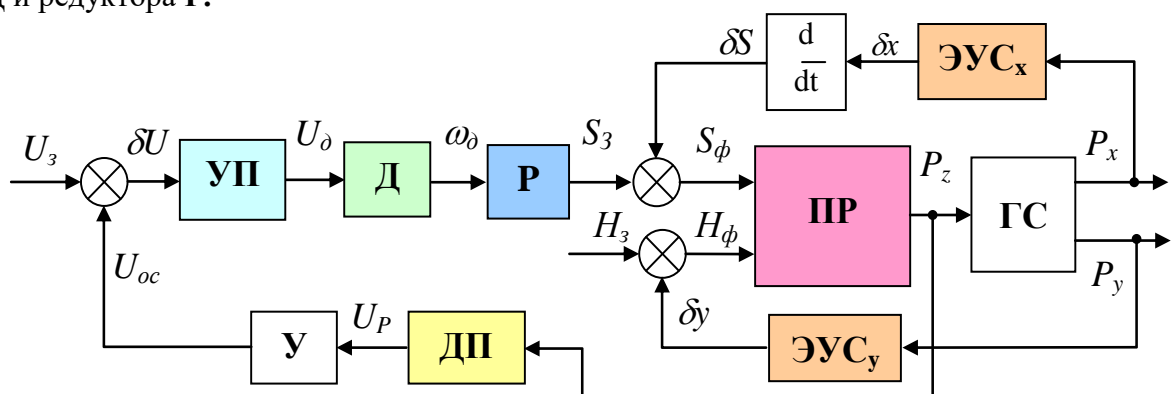 и редуктора Р.
δS
d
dt
δx
ЭУСx
Uз
δU
УП
Uд
Д
ωд
Р
SЗ
Sф
ПР
Pz
ГС
Px
Hз
Hф
Py
Uос
У
UР
ДП
δy
ЭУСy